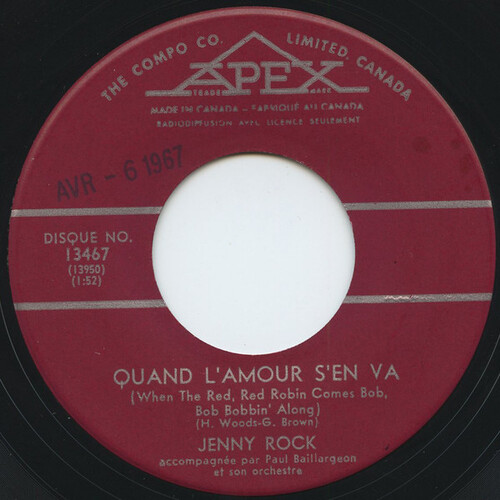 THE COMPO CO. LIMITED, CANADA
APEX
TRADE MARK
MADE IN CANADA - FABRIQUÉ AU CANADA
RADIODIFFUSION AVEC LICENCE SEULEMENT
AVR - 6 1967
DISQUE NO.
13467
(13950)
(1:52)
QUAND L'AMOUR S'EN VA
(When The Red, Red Robin Comes Bob,
Bob Bobbin' Along)
(H. Woods-G. Brown)
JENNY ROCK
accompagnée par Paul Baillargeon
et son orchestre